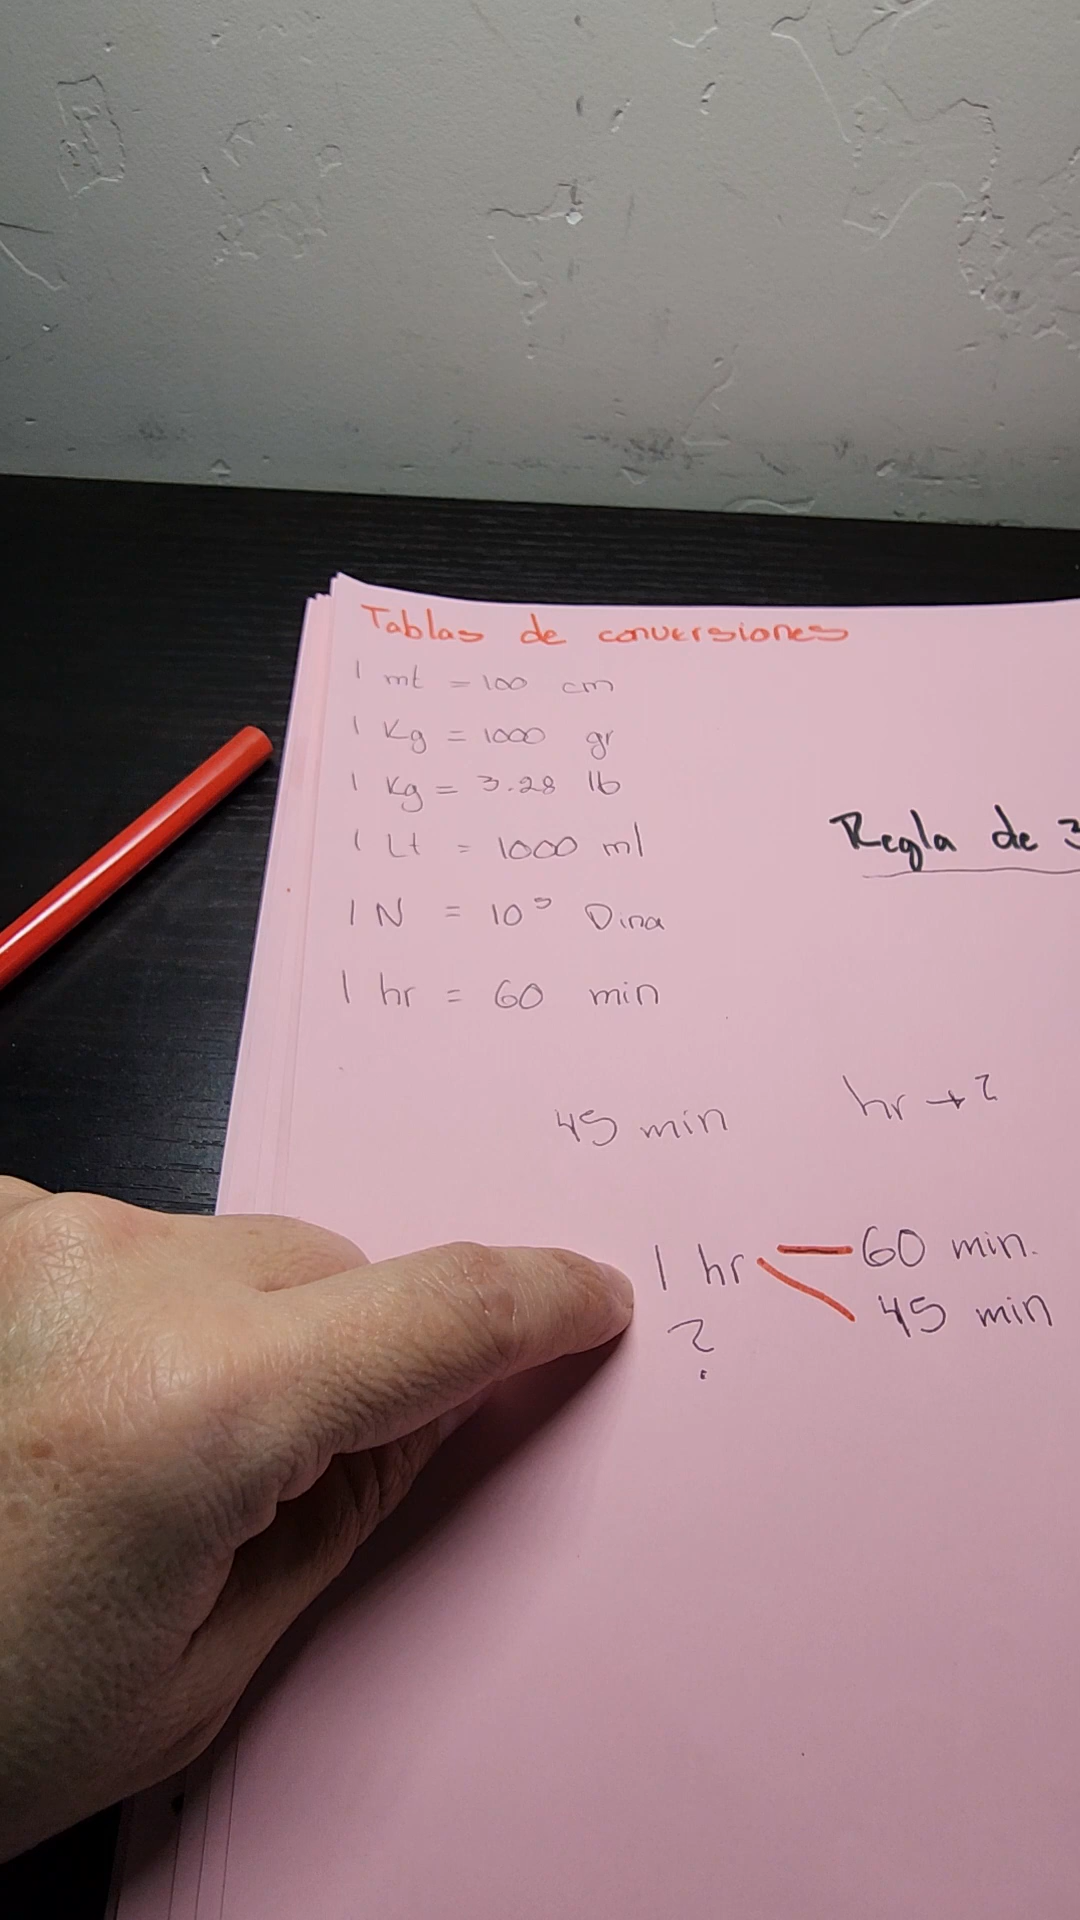 Tablas de conversiones
1 mt = 100 cm
1 Kg = 1000 gr
1 Kg = 3.28 lb
1 Lt = 1000 ml
1 N = 10⁵ Dina
1 hr = 60 min
Regla de 3
45 min hr → ?
1 hr 60 min.
? 45 min